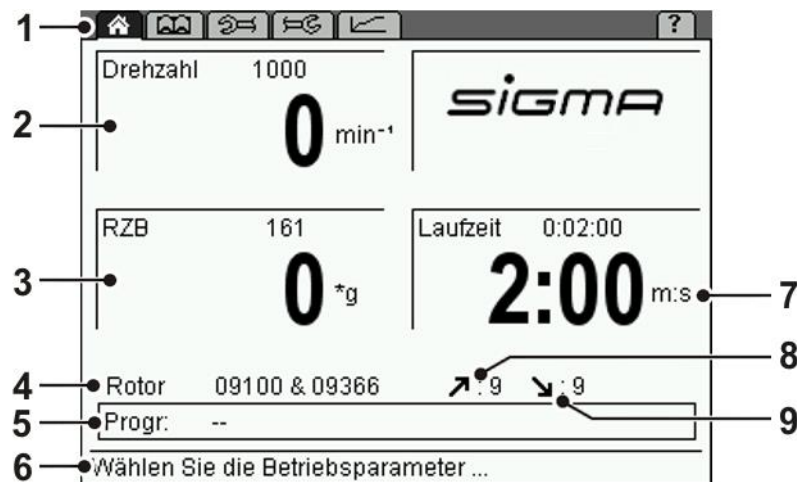 1
?
Drehzahl 1000
2
0 min⁻¹
sigma
RZB 161
3
0 *g
Laufzeit 0:02:00
2:00 m:s
7
8
4
Rotor 09100 & 09366 ↗ : 9 ↘ : 9
9
5
Progr: --
6
Wählen Sie die Betriebsparameter ...